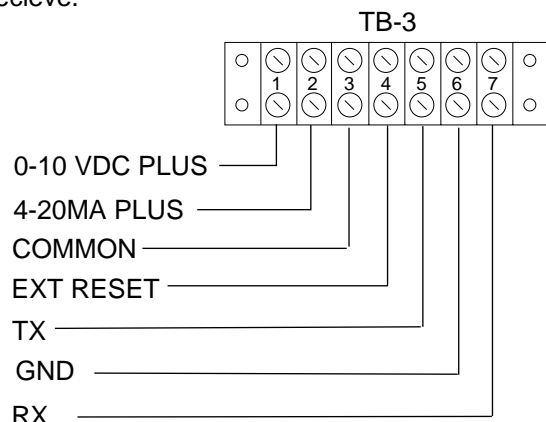 ecieve.
TB-3
1 2 3 4 5 6 7
0-10 VDC PLUS
4-20MA PLUS
COMMON
EXT RESET
TX
GND
RX